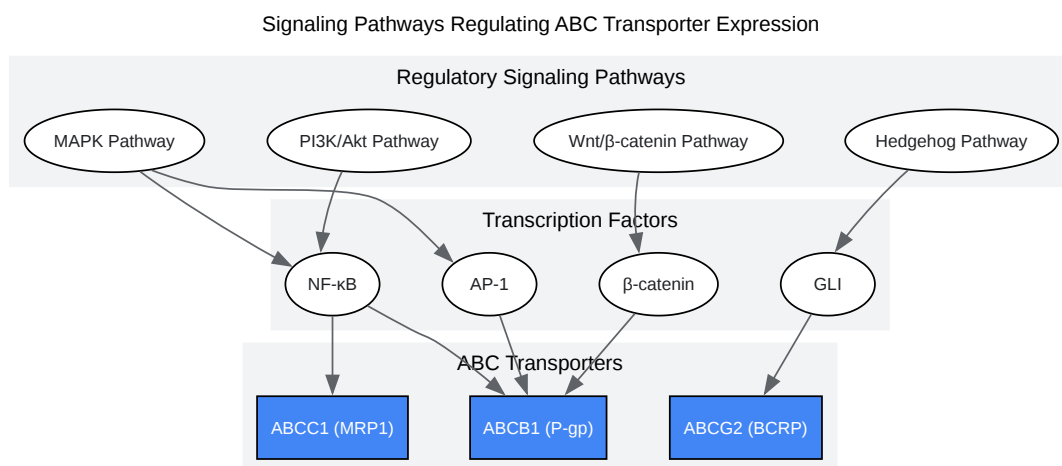 Signaling Pathways Regulating ABC Transporter Expression
Regulatory Signaling Pathways
MAPK Pathway
PI3K/Akt Pathway
Wnt/β-catenin Pathway
Hedgehog Pathway
Transcription Factors
NF-κB
AP-1
β-catenin
GLI
ABC Transporters
ABCC1 (MRP1)
ABCB1 (P-gp)
ABCG2 (BCRP)